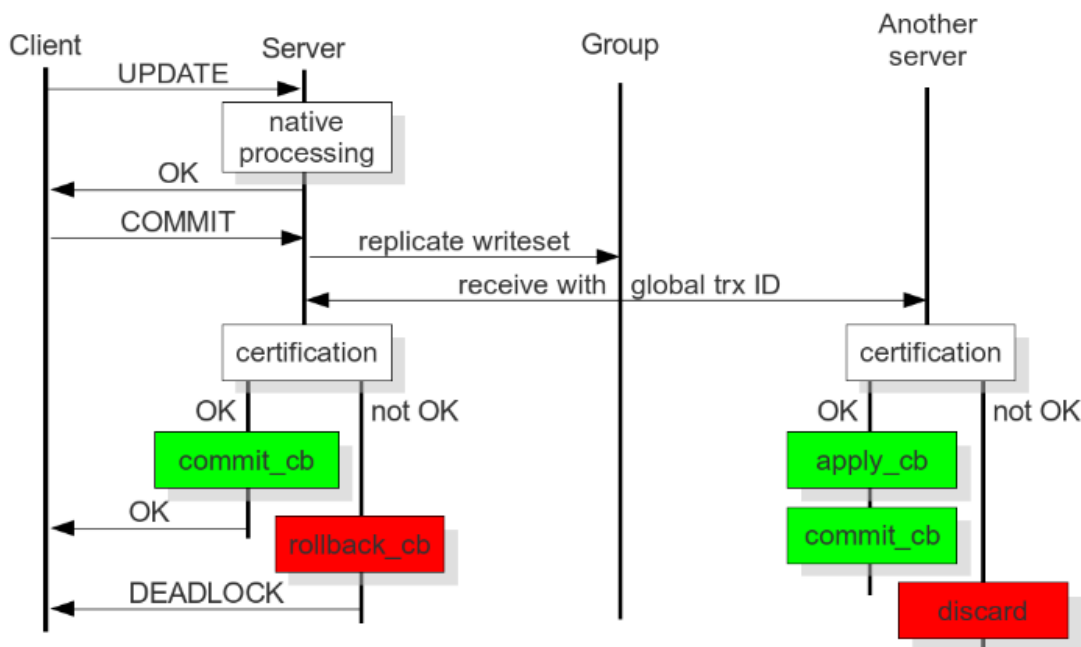 Client
Server
Group
Another
server
UPDATE
native
processing
OK
COMMIT
replicate writeset
receive with global trx ID
certification
certification
OK
not OK
OK
not OK
commit_cb
apply_cb
OK
rollback_cb
commit_cb
DEADLOCK
discard